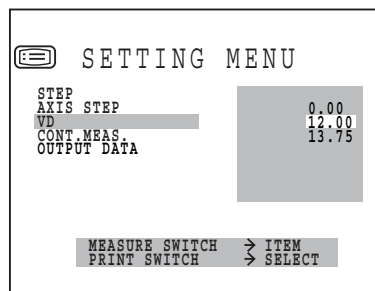 SETTING MENU
STEP
AXIS STEP 0.00
VD 12.00
CONT.MEAS. 13.75
OUTPUT DATA
MEASURE SWITCH → ITEM
PRINT SWITCH → SELECT